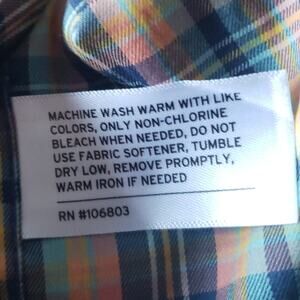 MACHINE WASH WARM WITH LIKE
COLORS, ONLY NON-CHLORINE
BLEACH WHEN NEEDED, DO NOT
USE FABRIC SOFTENER, TUMBLE
DRY LOW, REMOVE PROMPTLY,
WARM IRON IF NEEDED
RN #106803